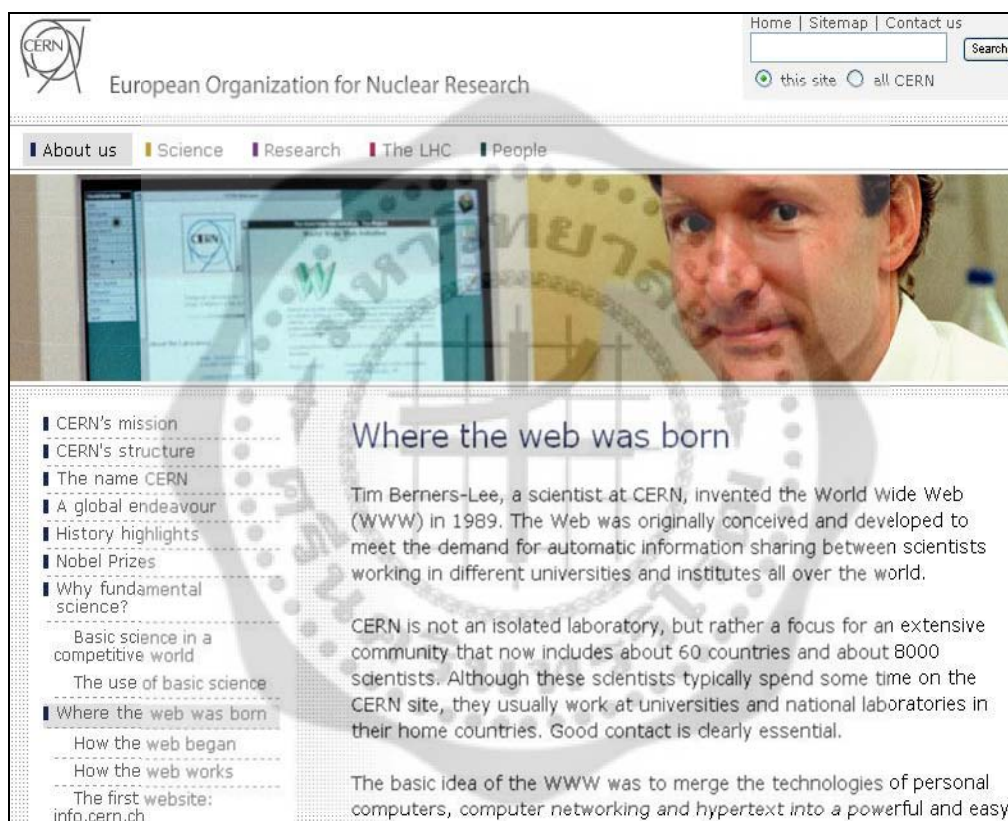 CERN
European Organization for Nuclear Research
Home | Sitemap | Contact us
Search
this site all CERN
About us Science Research The LHC People
CERN
World Wide Web
W
CERN's mission
CERN's structure
The name CERN
A global endeavour
History highlights
Nobel Prizes
Why fundamental
science?
Basic science in a
competitive world
The use of basic science
Where the web was born
How the web began
How the web works
The first website:
info.cern.ch
Where the web was born
Tim Berners-Lee, a scientist at CERN, invented the World Wide Web
(WWW) in 1989. The Web was originally conceived and developed to
meet the demand for automatic information sharing between scientists
working in different universities and institutes all over the world.
CERN is not an isolated laboratory, but rather a focus for an extensive
community that now includes about 60 countries and about 8000
scientists. Although these scientists typically spend some time on the
CERN site, they usually work at universities and national laboratories in
their home countries. Good contact is clearly essential.
The basic idea of the WWW was to merge the technologies of personal
computers, computer networking and hypertext into a powerful and easy